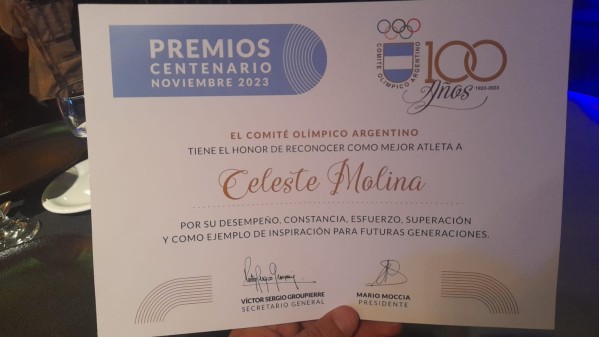 PREMIOS
CENTENARIO
NOVIEMBRE 2023
COMITÉ OLÍMPICO ARGENTINO
100
Años
1923-2023
EL COMITÉ OLÍMPICO ARGENTINO
TIENE EL HONOR DE RECONOCER COMO MEJOR ATLETA A
Celeste Molina
POR SU DESEMPEÑO, CONSTANCIA, ESFUERZO, SUPERACIÓN
Y COMO EJEMPLO DE INSPIRACIÓN PARA FUTURAS GENERACIONES.
VÍCTOR SERGIO GROUPIERRE
SECRETARIO GENERAL
MARIO MOCCIA
PRESIDENTE